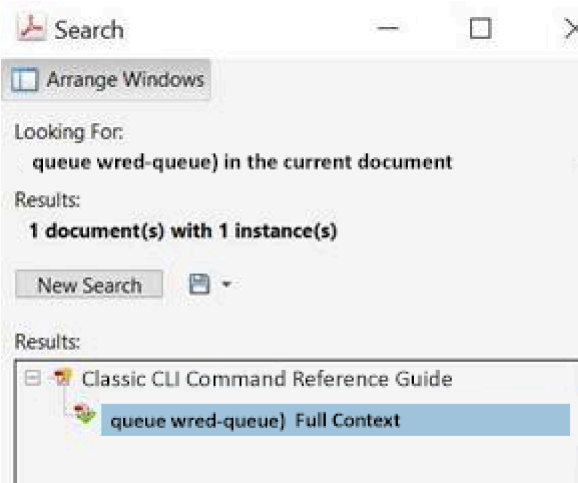 Search
Arrange Windows
Looking For:
queue wred-queue) in the current document
Results:
1 document(s) with 1 instance(s)
New Search
Results:
Classic CLI Command Reference Guide
queue wred-queue) Full Context